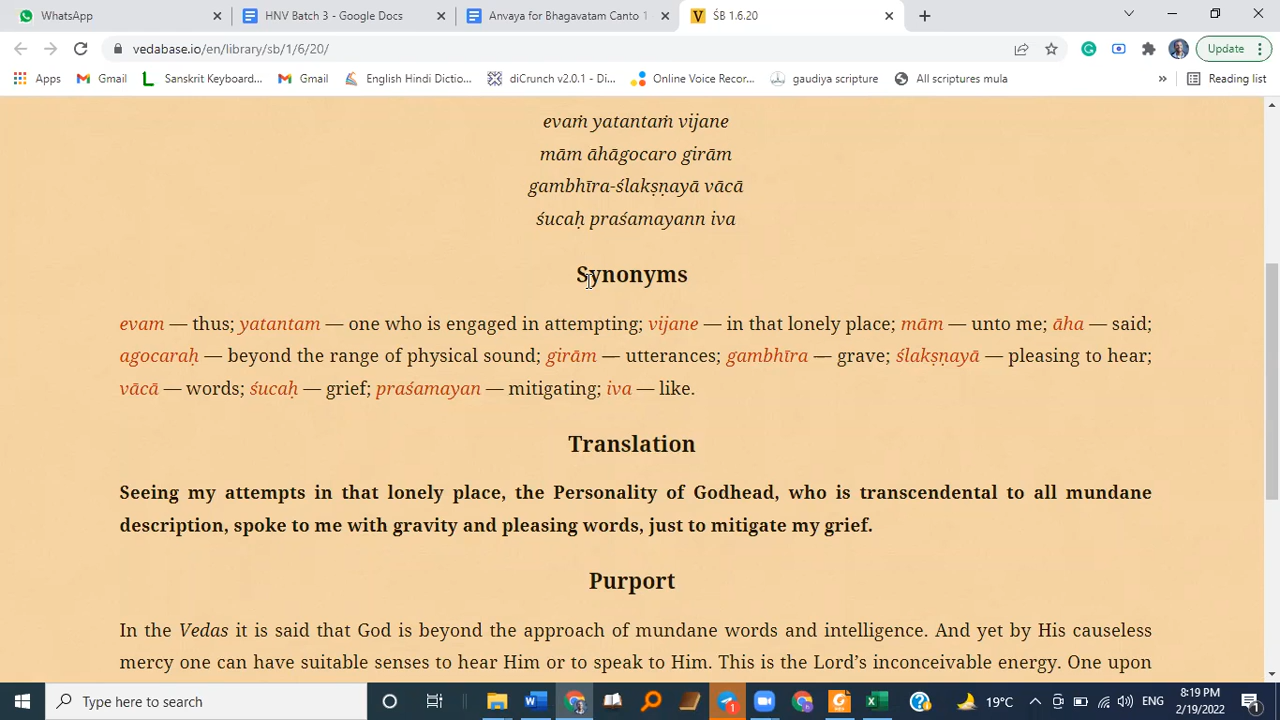 WhatsApp
HNV Batch 3 - Google Docs
Anvaya for Bhagavatam Canto 1
ŚB 1.6.20
vedabase.io/en/library/sb/1/6/20/
Update
Apps
Gmail
Sanskrit Keyboard...
Gmail
English Hindi Dictio...
diCrunch v2.0.1 - Di...
Online Voice Recor...
gaudiya scripture
All scriptures mula
»
Reading list
evaṁ yatantaṁ vijane
mām āhāgocaro girām
gambhīra-ślakṣṇayā vācā
śucaḥ praśamayann iva
Synonyms
evam — thus; yatantam — one who is engaged in attempting; vijane — in that lonely place; mām — unto me; āha — said;
agocaraḥ — beyond the range of physical sound; girām — utterances; gambhīra — grave; ślakṣṇayā — pleasing to hear;
vācā — words; śucaḥ — grief; praśamayan — mitigating; iva — like.
Translation
Seeing my attempts in that lonely place, the Personality of Godhead, who is transcendental to all mundane
description, spoke to me with gravity and pleasing words, just to mitigate my grief.
Purport
In the Vedas it is said that God is beyond the approach of mundane words and intelligence. And yet by His causeless
mercy one can have suitable senses to hear Him or to speak to Him. This is the Lord's inconceivable energy. One upon
Type here to search
19°C
ENG
8:19 PM
2/19/2022